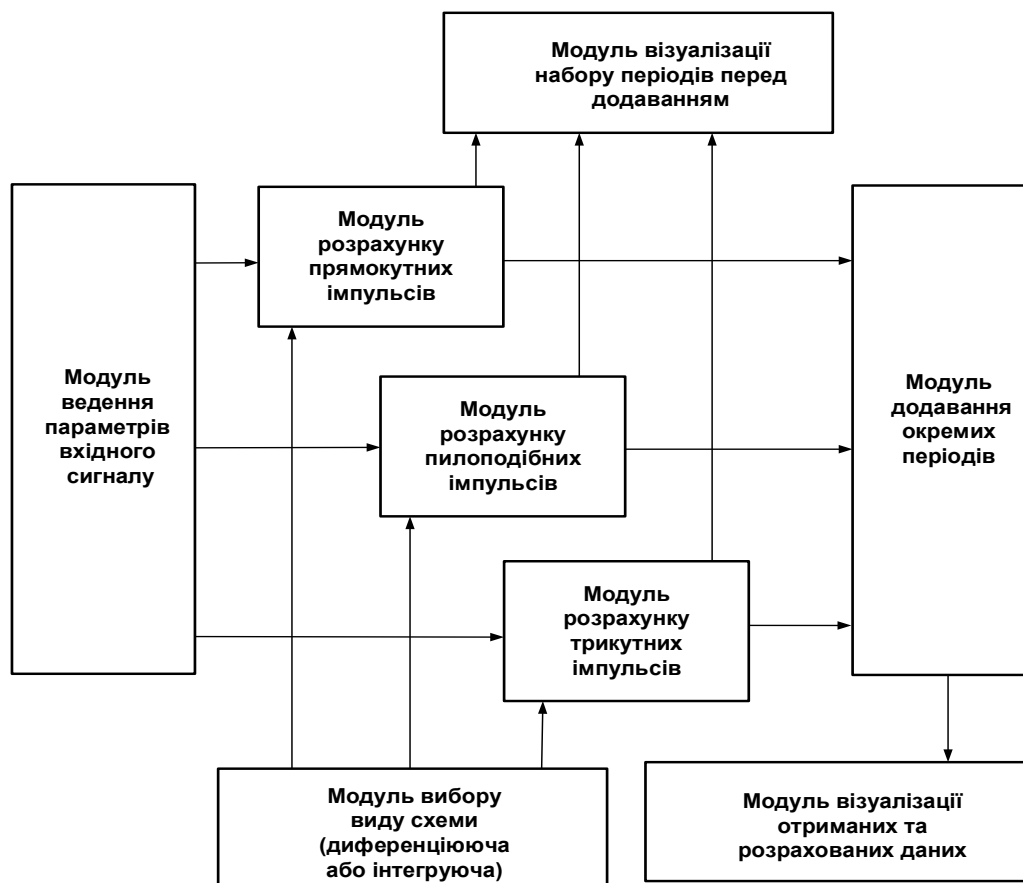 Модуль візуалізації
набору періодів перед
додаванням
Модуль
розрахунку
прямокутних
імпульсів
Модуль
ведення
параметрів
вхідного
сигналу
Модуль
розрахунку
пилоподібних
імпульсів
Модуль
додавання
окремих
періодів
Модуль
розрахунку
трикутних
імпульсів
Модуль вибору
виду схеми
(диференціююча
або інтегруюча)
Модуль візуалізації
отриманих та
розрахованих даних